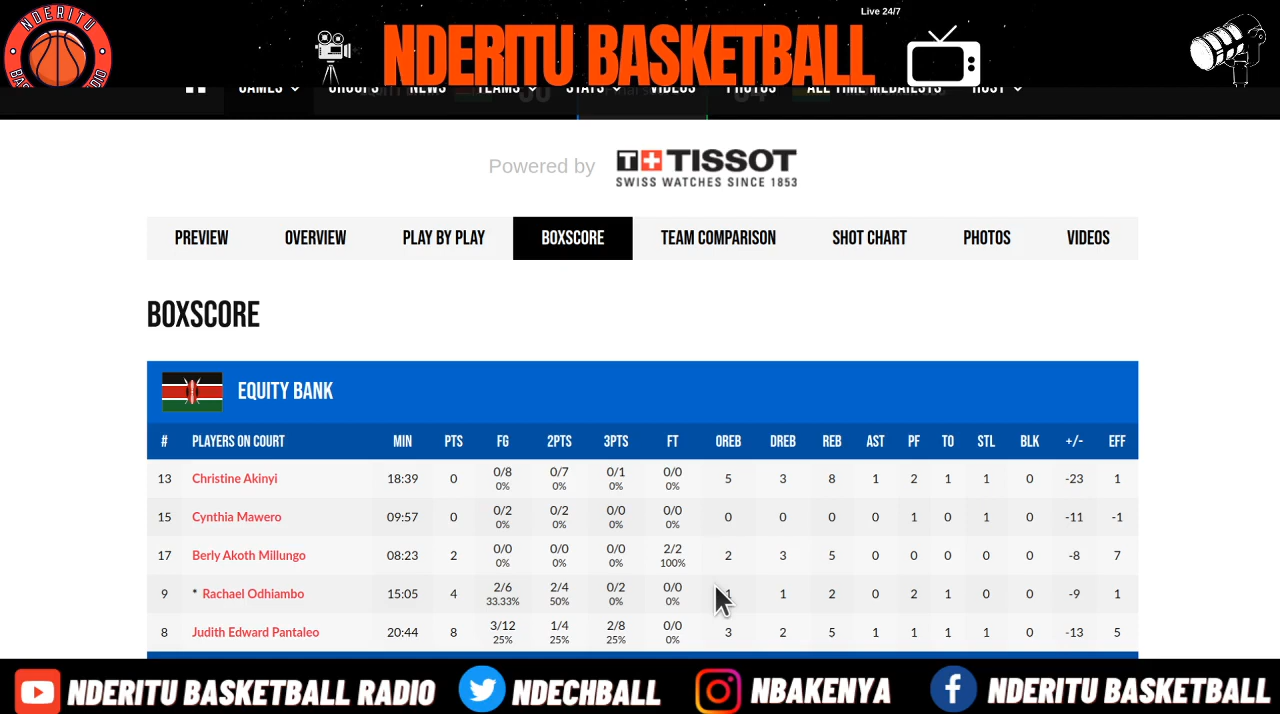 Live 24/7
NDERITU
NDERITU BASKETBALL
GAMES GROUPS NEWS TEAMS STATS VIDEOS PHOTOS ALL TIME MEDALISTS HOST
Powered by TISSOT
SWISS WATCHES SINCE 1853
PREVIEW OVERVIEW PLAY BY PLAY BOXSCORE TEAM COMPARISON SHOT CHART PHOTOS VIDEOS
BOXSCORE
EQUITY BANK
# PLAYERS ON COURT MIN PTS FG 2PTS 3PTS FT OREB DREB REB AST PF TO STL BLK +/- EFF
13 Christine Akinyi 18:39 0 0/8 0/7 0/1 0/0 5 3 8 1 2 1 1 0 -23 1
0% 0% 0% 0%
15 Cynthia Mawero 09:57 0 0/2 0/2 0/0 0/0 0 0 0 0 1 0 1 0 -11 -1
0% 0% 0% 0%
17 Berly Akoth Millungo 08:23 2 0/0 0/0 0/0 2/2 2 3 5 0 0 0 0 0 -8 7
0% 0% 0% 100%
9 * Rachael Odhiambo 15:05 4 2/6 2/4 0/2 0/0 1 1 2 0 2 1 0 0 -9 1
33.33% 50% 0% 0%
8 Judith Edward Pantaleo 20:44 8 3/12 1/4 2/8 0/0 3 2 5 1 1 1 1 0 -13 5
25% 25% 25% 0%
NDERITU BASKETBALL RADIO NDECHBALL NBAKENYA NDERITU BASKETBALL